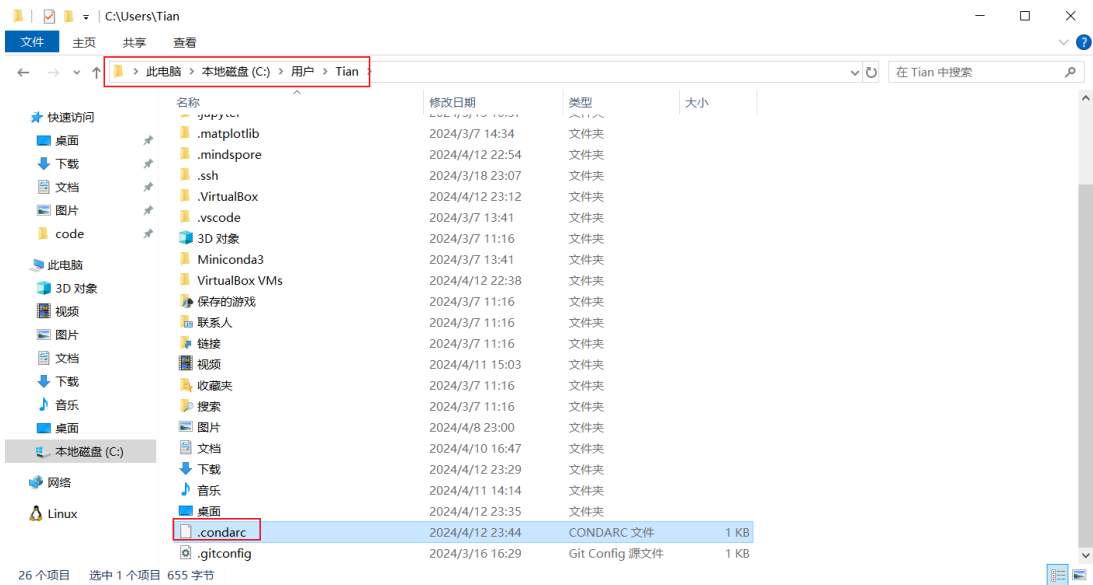 C:\Users\Tian
文件 主页 共享 查看
此电脑 › 本地磁盘 (C:) › 用户 › Tian › 在 Tian 中搜索
名称 修改日期 类型 大小
快速访问
桌面
下载
文档
图片
code
此电脑
3D 对象
视频
图片
文档
下载
音乐
桌面
本地磁盘 (C:)
网络
Linux
.matplotlib 2024/3/7 14:34 文件夹
.mindspore 2024/4/12 22:54 文件夹
.ssh 2024/3/18 23:07 文件夹
.VirtualBox 2024/4/12 23:12 文件夹
.vscode 2024/3/7 13:41 文件夹
3D 对象 2024/3/7 11:16 文件夹
Miniconda3 2024/3/7 13:41 文件夹
VirtualBox VMs 2024/4/12 22:38 文件夹
保存的游戏 2024/3/7 11:16 文件夹
联系人 2024/3/7 11:16 文件夹
链接 2024/3/7 11:16 文件夹
视频 2024/4/11 15:03 文件夹
收藏夹 2024/3/7 11:16 文件夹
搜索 2024/3/7 11:16 文件夹
图片 2024/4/8 23:00 文件夹
文档 2024/4/10 16:47 文件夹
下载 2024/4/12 23:29 文件夹
音乐 2024/4/11 14:14 文件夹
桌面 2024/4/12 23:35 文件夹
.condarc 2024/4/12 23:44 CONDARC 文件 1 KB
.gitconfig 2024/3/16 16:29 Git Config 源文件 1 KB
26 个项目 选中 1 个项目 655 字节